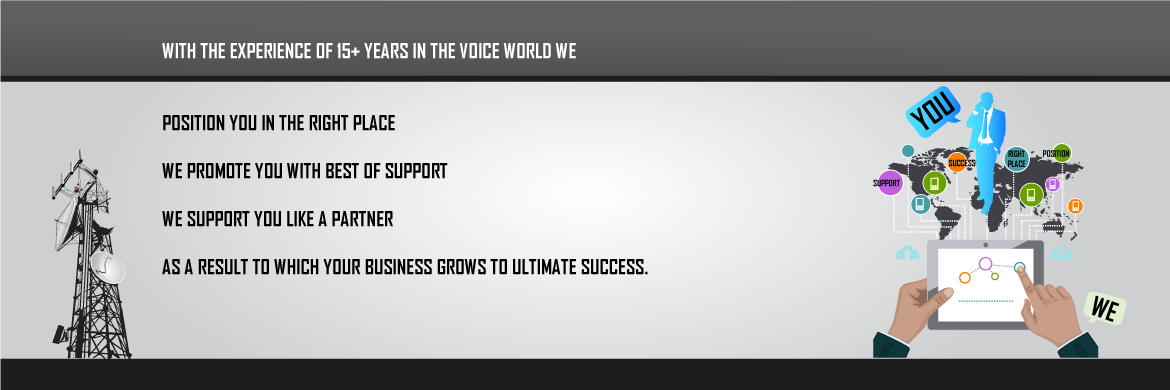 WITH THE EXPERIENCE OF 15+ YEARS IN THE VOICE WORLD WE
POSITION YOU IN THE RIGHT PLACE
WE PROMOTE YOU WITH BEST OF SUPPORT
WE SUPPORT YOU LIKE A PARTNER
AS A RESULT TO WHICH YOUR BUSINESS GROWS TO ULTIMATE SUCCESS.
YOU
SUCCESS
RIGHT
PLACE
POSITION
SUPPORT
WE